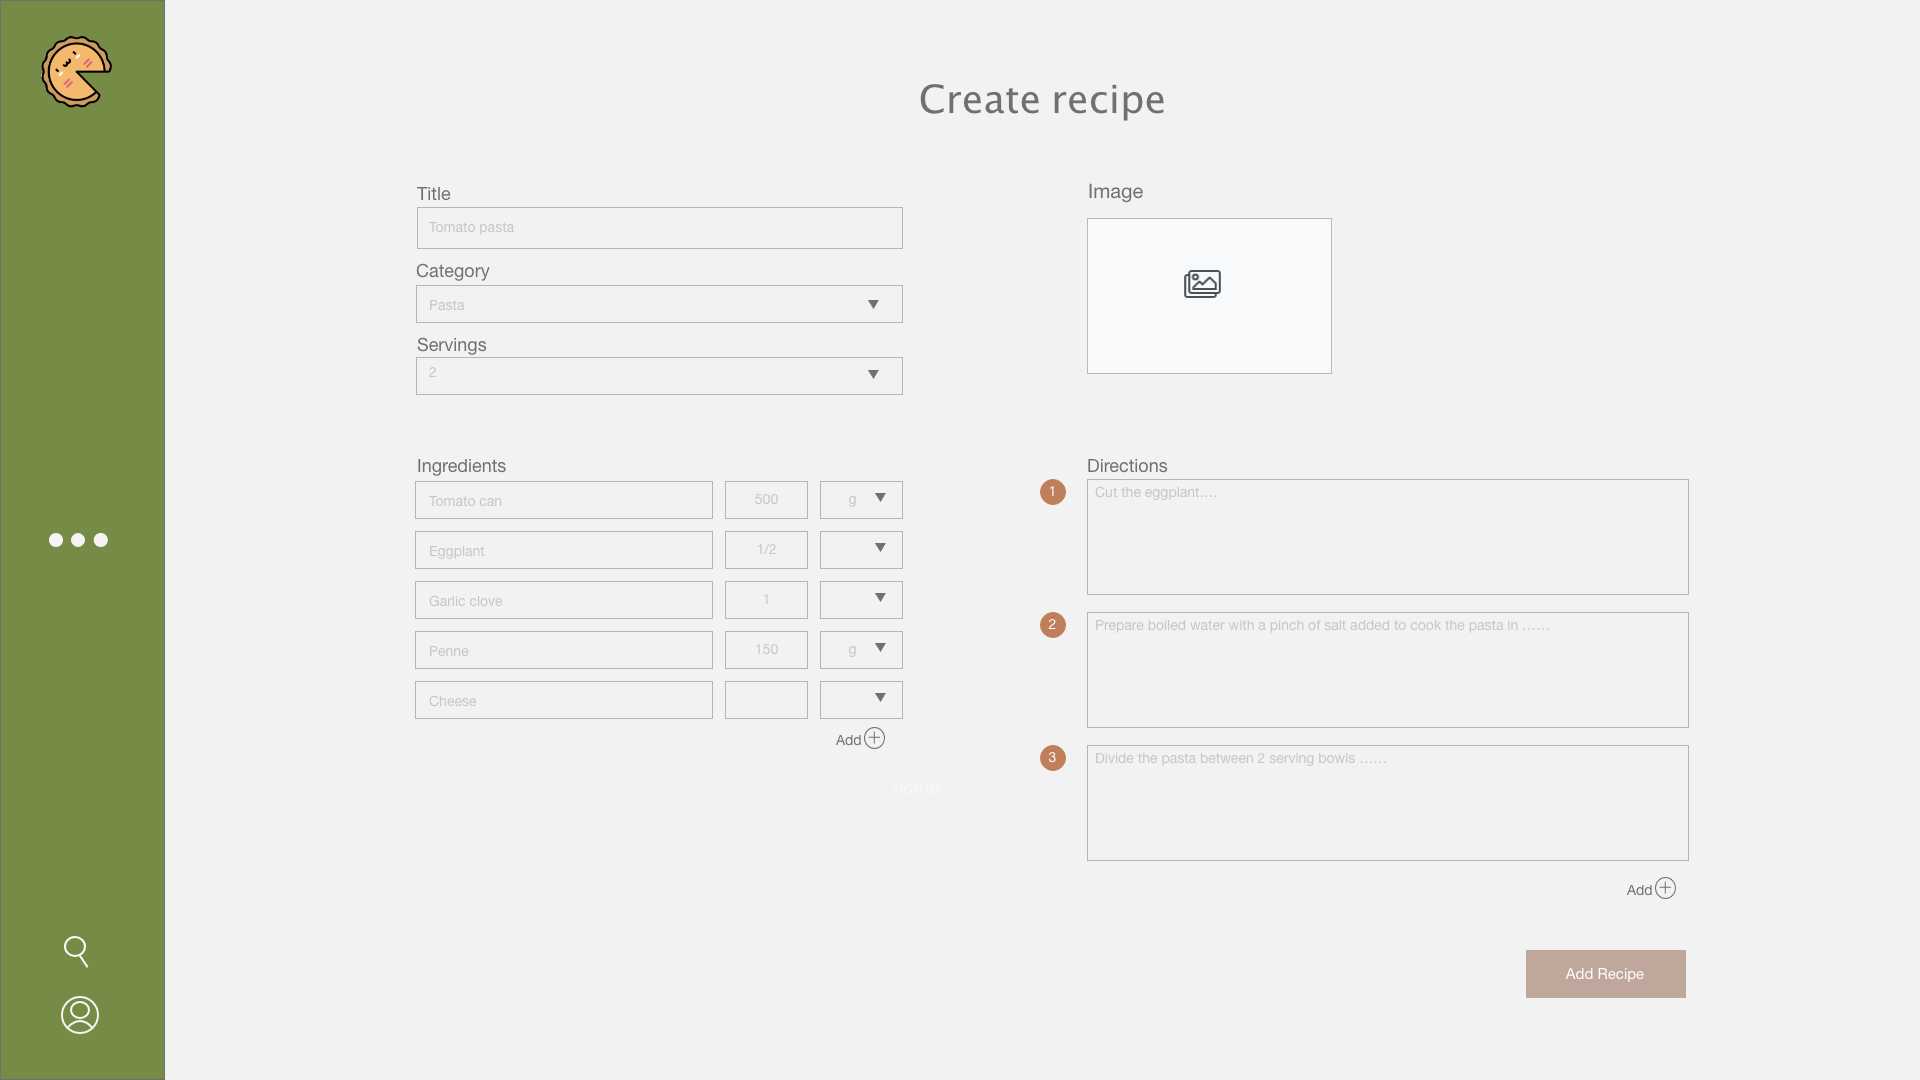 Create recipe
Title
Tomato pasta
Category
Pasta
Servings
2
Image
Ingredients
Tomato can 500 g
Eggplant 1/2
Garlic clove 1
Penne 150 g
Cheese
Add
SIGN UP
Directions
1 Cut the eggplant....
2 Prepare boiled water with a pinch of salt added to cook the pasta in ......
3 Divide the pasta between 2 serving bowls ......
Add
Add Recipe